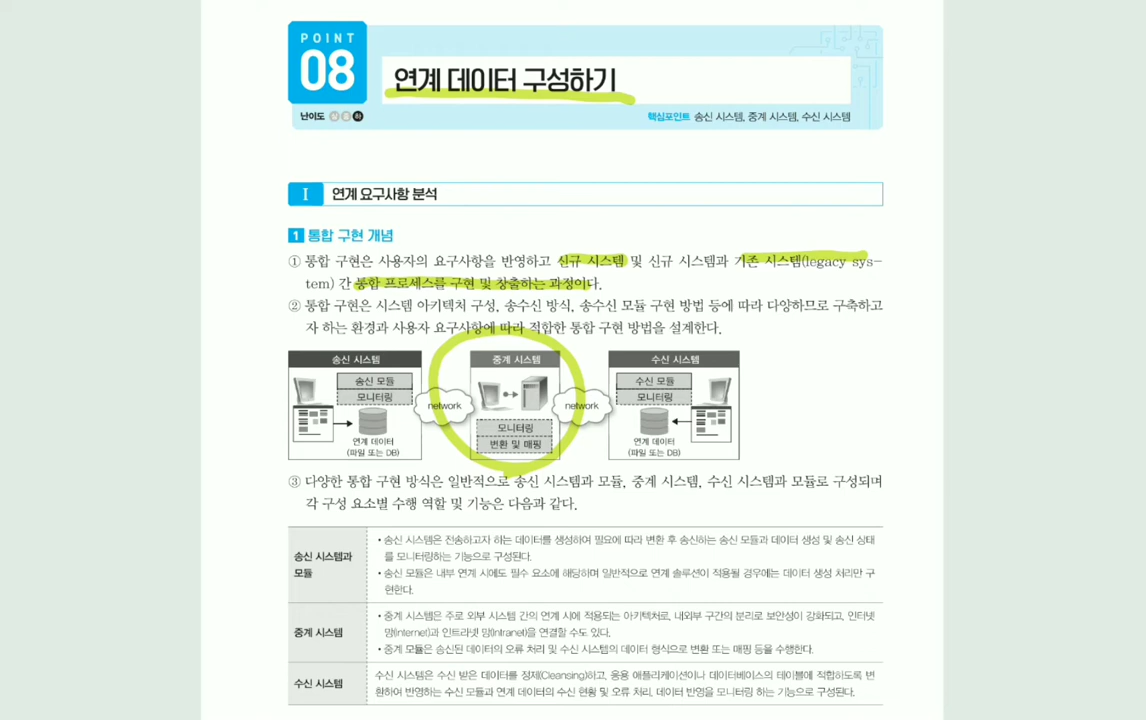 POINT
08
연계 데이터 구성하기
난이도 상 중 하
핵심포인트 송신 시스템, 중계 시스템, 수신 시스템
Ⅰ 연계 요구사항 분석
1 통합 구현 개념
① 통합 구현은 사용자의 요구사항을 반영하고 신규 시스템 및 신규 시스템과 기존 시스템(legacy sys-
tem) 간 통합 프로세스를 구현 및 창출하는 과정이다.
② 통합 구현은 시스템 아키텍처 구성, 송수신 방식, 송수신 모듈 구현 방법 등에 따라 다양하므로 구축하고
자 하는 환경과 사용자 요구사항에 따라 적합한 통합 구현 방법을 설계한다.
송신 시스템
송신 모듈
모니터링
연계 데이터
(파일 또는 DB)
network
중계 시스템
모니터링
변환 및 매핑
network
수신 시스템
수신 모듈
모니터링
연계 데이터
(파일 또는 DB)
③ 다양한 통합 구현 방식은 일반적으로 송신 시스템과 모듈, 중계 시스템, 수신 시스템과 모듈로 구성되며
각 구성 요소별 수행 역할 및 기능은 다음과 같다.
송신 시스템과
모듈
• 송신 시스템은 전송하고자 하는 데이터를 생성하여 필요에 따라 변환 후 송신하는 송신 모듈과 데이터 생성 및 송신 상태
를 모니터링하는 기능으로 구성된다.
• 송신 모듈은 내부 연계 시에도 필수 요소에 해당하며 일반적으로 연계 솔루션이 적용될 경우에는 데이터 생성 처리만 구
현한다.
중계 시스템
• 중계 시스템은 주로 외부 시스템 간의 연계 시에 적용되는 아키텍처로, 내외부 구간의 분리로 보안성이 강화되고, 인터넷
망(Internet)과 인트라넷 망(Intranet)을 연결할 수도 있다.
• 중계 모듈은 송신된 데이터의 오류 처리 및 수신 시스템의 데이터 형식으로 변환 또는 매핑 등을 수행한다.
수신 시스템
수신 시스템은 수신 받은 데이터를 정제(Cleansing)하고, 응용 애플리케이션이나 데이터베이스의 테이블에 적합하도록 변
환하여 반영하는 수신 모듈과 연계 데이터의 수신 현황 및 오류 처리, 데이터 반영을 모니터링 하는 기능으로 구성된다.